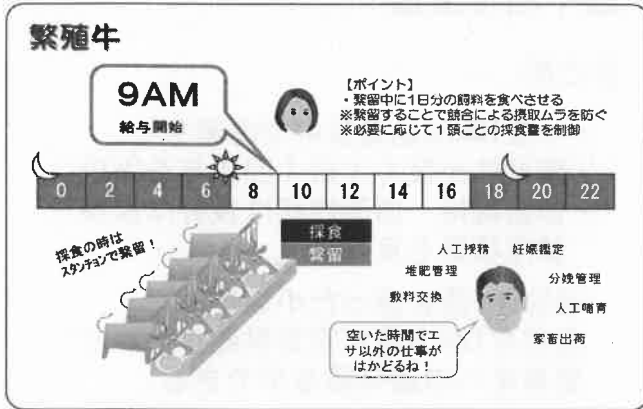 繁殖牛
9AM
給与開始
【ポイント】
・繋留中に1日分の飼料を食べさせる
※繋留することで競合による摂取ムラを防ぐ
※必要に応じて1頭ごとの採食量を制御
0 2 4 6 8 10 12 14 16 18 20 22
採食の時は
スタンチョンで繋留!
採食
繋留
人工授精 妊娠鑑定
堆肥管理 分娩管理
敷料交換 人工哺育
家畜出荷
空いた時間でエ
サ以外の仕事が
はかどるね!